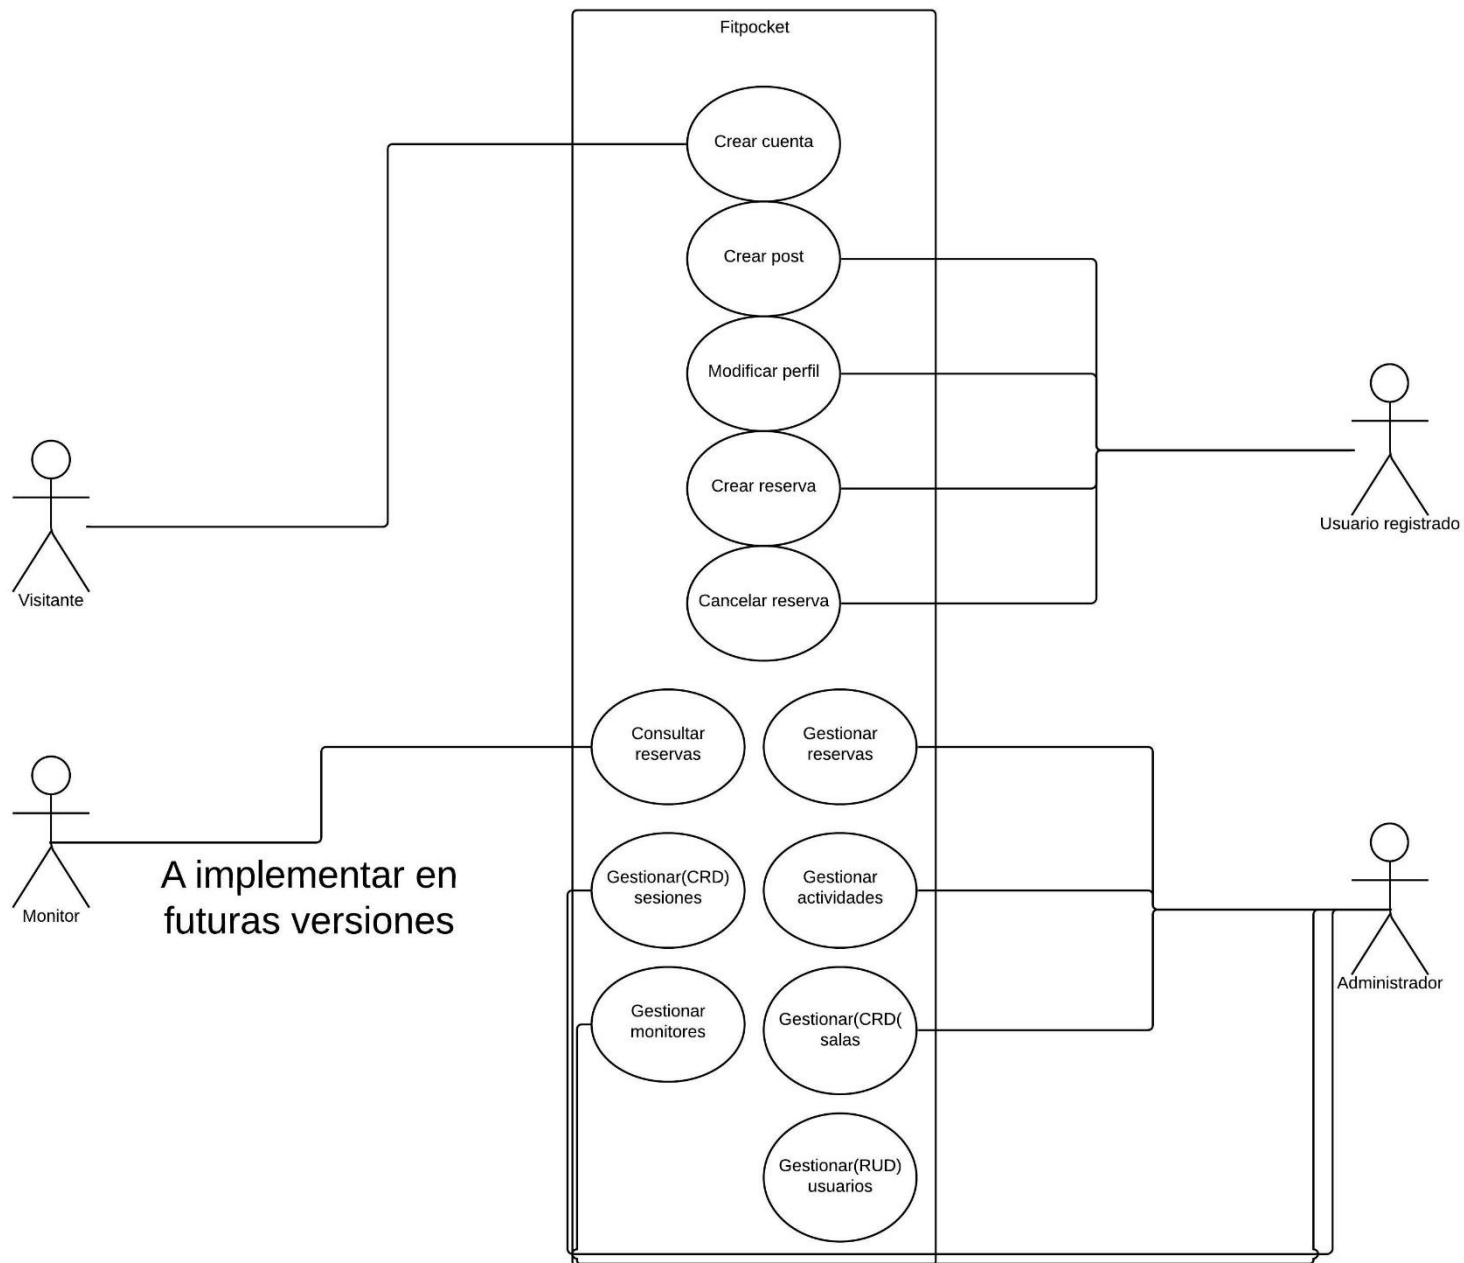 Fitpocket
Crear cuenta
Crear post
Modificar perfil
Usuario registrado
Crear reserva
Visitante
Cancelar reserva
Consultar
reservas
Gestionar
reservas
Monitor
A implementar en
futuras versiones
Gestionar(CRD)
sesiones
Gestionar
actividades
Administrador
Gestionar
monitores
Gestionar(CRD(
salas
Gestionar(RUD)
usuarios